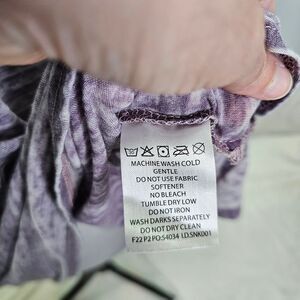 MACHINE WASH COLD
GENTLE
DO NOT USE FABRIC
SOFTENER
NO BLEACH
TUMBLE DRY LOW
DO NOT IRON
WASH DARKS SEPARATELY
DO NOT DRY CLEAN
F22 P2 PO:54034 I.D.SNK001